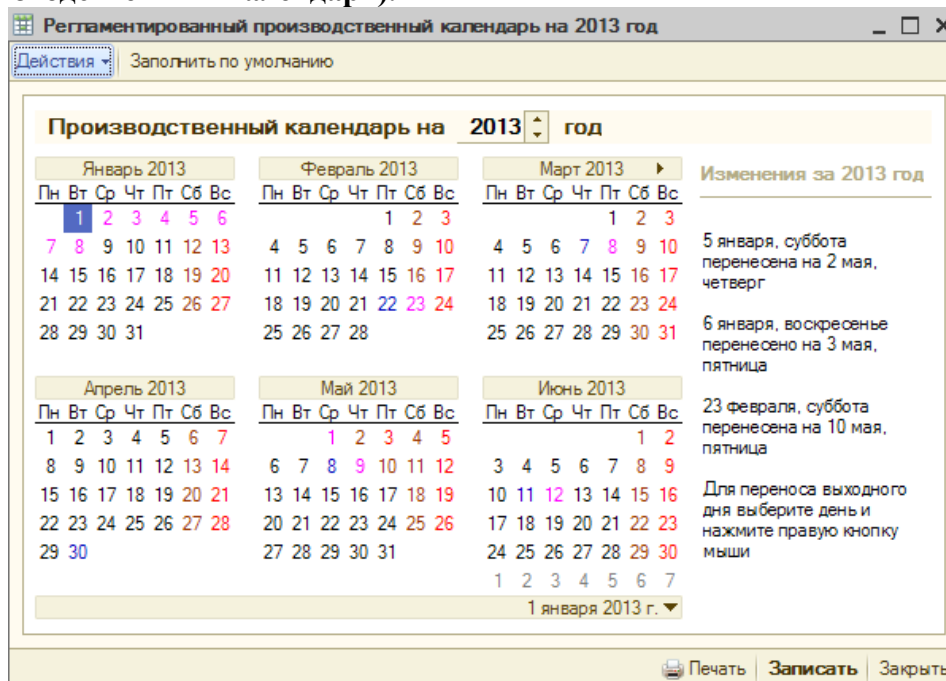 Регламентированный производственный календарь на 2013 год
Действия Заполнить по умолчанию
Производственный календарь на 2013 год
Январь 2013 Февраль 2013 Март 2013
Пн Вт Ср Чт Пт Сб Вс Пн Вт Ср Чт Пт Сб Вс Пн Вт Ср Чт Пт Сб Вс
1 2 3 4 5 6 1 2 3 1 2 3
7 8 9 10 11 12 13 4 5 6 7 8 9 10 4 5 6 7 8 9 10
14 15 16 17 18 19 20 11 12 13 14 15 16 17 11 12 13 14 15 16 17
21 22 23 24 25 26 27 18 19 20 21 22 23 24 18 19 20 21 22 23 24
28 29 30 31 25 26 27 28 25 26 27 28 29 30 31
Апрель 2013 Май 2013 Июнь 2013
Пн Вт Ср Чт Пт Сб Вс Пн Вт Ср Чт Пт Сб Вс Пн Вт Ср Чт Пт Сб Вс
1 2 3 4 5 6 7 1 2 3 4 5 1 2
8 9 10 11 12 13 14 6 7 8 9 10 11 12 3 4 5 6 7 8 9
15 16 17 18 19 20 21 13 14 15 16 17 18 19 10 11 12 13 14 15 16
22 23 24 25 26 27 28 20 21 22 23 24 25 26 17 18 19 20 21 22 23
29 30 27 28 29 30 31 24 25 26 27 28 29 30
1 2 3 4 5 6 7
1 января 2013 г.
Изменения за 2013 год
5 января, суббота
перенесена на 2 мая,
четверг
6 января, воскресенье
перенесено на 3 мая,
пятница
23 февраля, суббота
перенесена на 10 мая,
пятница
Для переноса выходного
дня выберите день и
нажмите правую кнопку
мыши
Печать Записать Закрыть